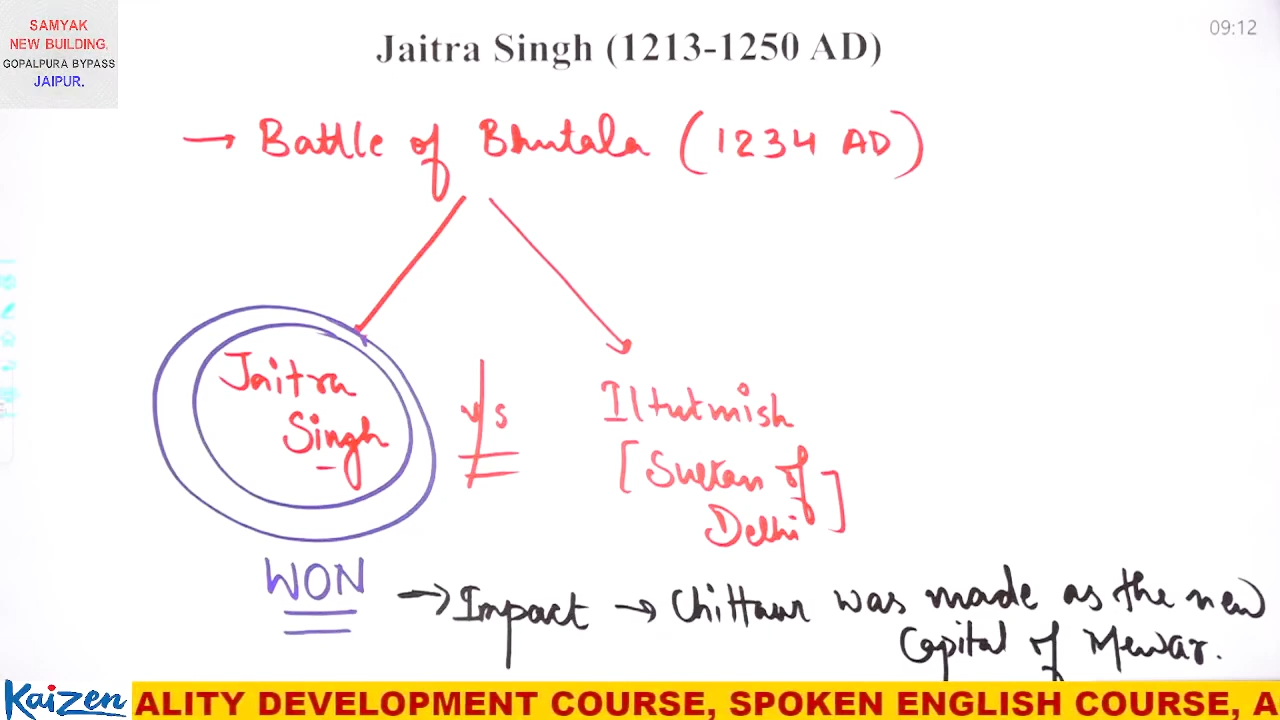 SAMYAK
NEW BUILDING,
GOPALPURA BYPASS
JAIPUR.
09:12
Jaitra Singh (1213-1250 AD)
→ Battle of Bhutala (1234 AD)
Jaitra
Singh
v/s
Iltutmish
[Sultan of
Delhi]
WON
→ Impact → Chittaur was made as the new
Capital of Mewar.
Kaizen
ALITY DEVELOPMENT COURSE, SPOKEN ENGLISH COURSE, A